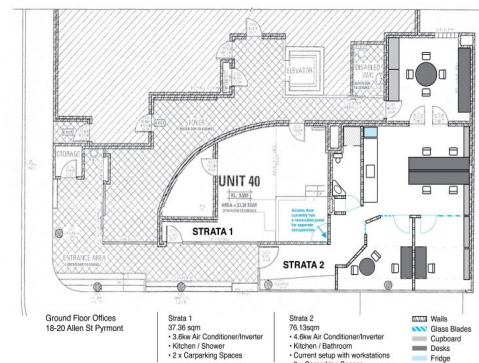 ELEVATOR
DISABLED
W/C
FOYER
STORAGE
UNIT 40
STRATA 1
Access door
currently has
a removable panel
for separate
occupancies
STRATA 2
ENTRANCE AREA
Ground Floor Offices
18-20 Allen St Pyrmont
Strata 1
37.36 sqm
• 3.6kw Air Conditioner/Inverter
• Kitchen / Shower
• 2 x Carparking Spaces
Strata 2
76.13sqm
• 4.6kw Air Conditioner/Inverter
• Kitchen / Bathroom
• Current setup with workstations
Walls
Glass Blades
Cupboard
Desks
Fridge